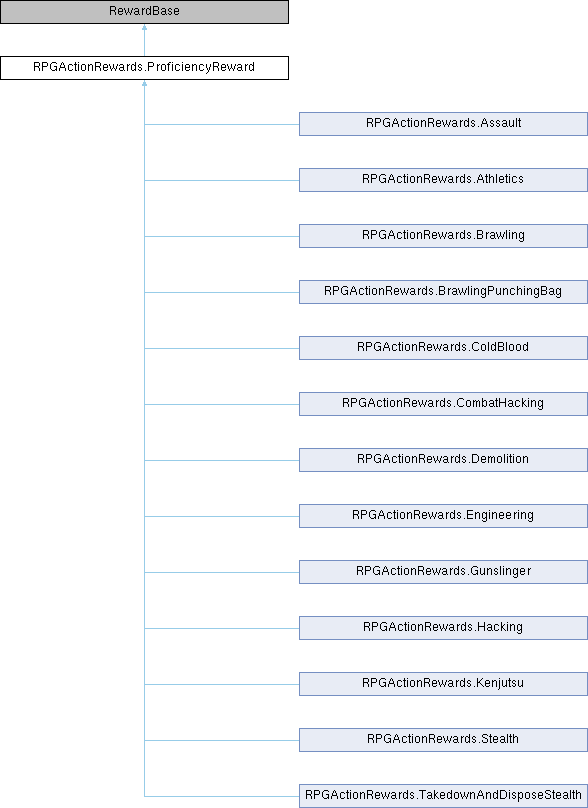 RewardBase
RPGActionRewards.ProficiencyReward
RPGActionRewards.Assault
RPGActionRewards.Athletics
RPGActionRewards.Brawling
RPGActionRewards.BrawlingPunchingBag
RPGActionRewards.ColdBlood
RPGActionRewards.CombatHacking
RPGActionRewards.Demolition
RPGActionRewards.Engineering
RPGActionRewards.Gunslinger
RPGActionRewards.Hacking
RPGActionRewards.Kenjutsu
RPGActionRewards.Stealth
RPGActionRewards.TakedownAndDisposeStealth